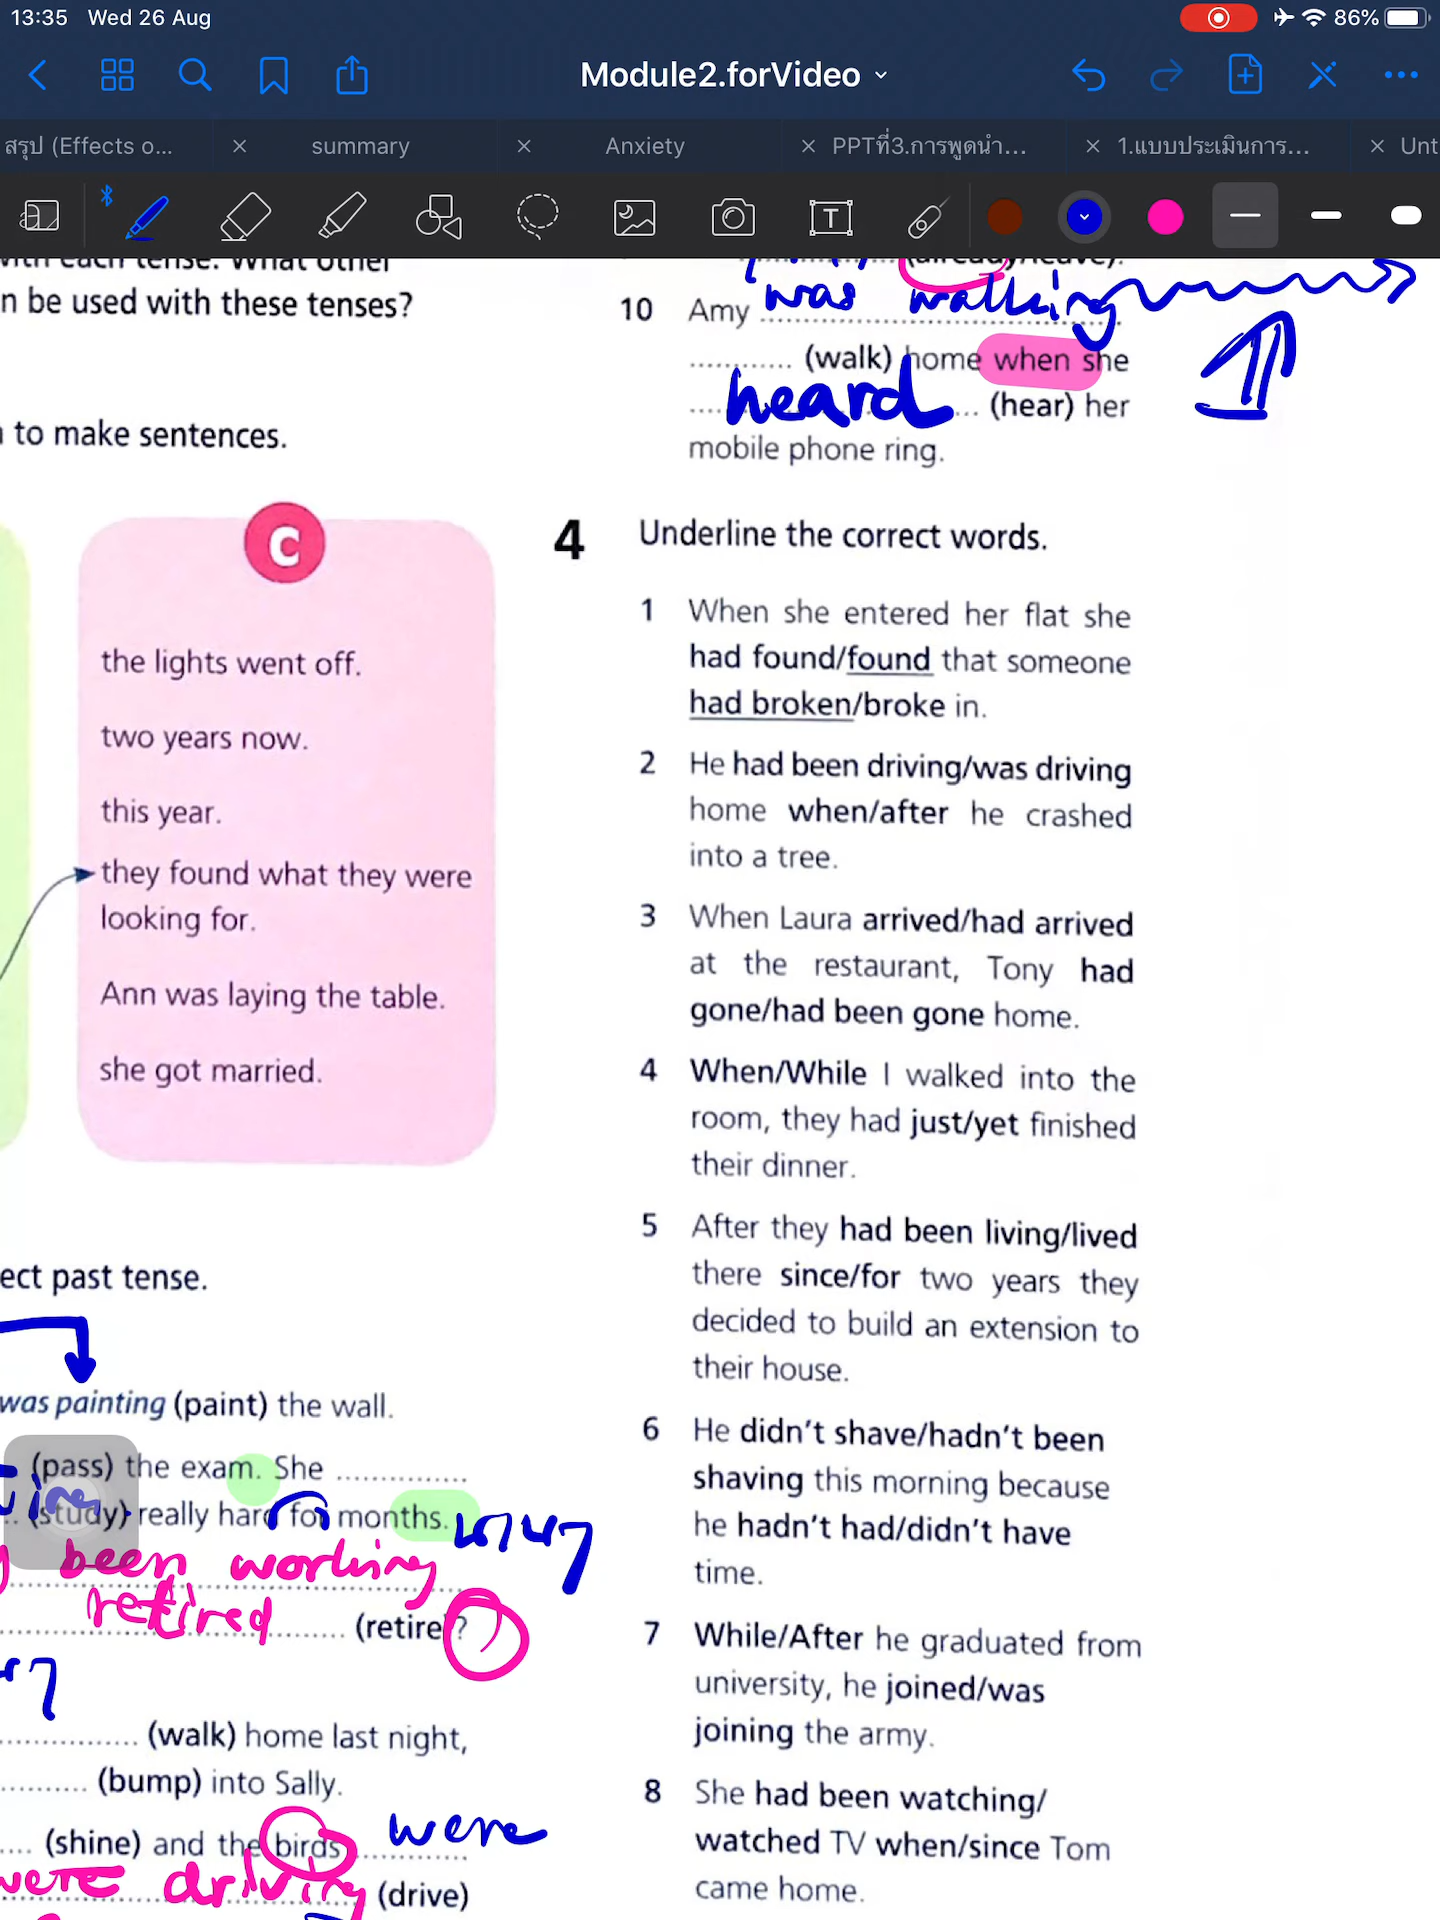 13:35 Wed 26 Aug
86%
Module2.forVideo
สรุป (Effects o...
summary
Anxiety
PPTที่3.การพูดนำ...
1.แบบประเมินการ...
Unt
with each tense. What other
n be used with these tenses?
to make sentences.
C
the lights went off.
two years now.
this year.
they found what they were
looking for.
Ann was laying the table.
she got married.
ect past tense.
was painting (paint) the wall.
(pass) the exam. She ..............
(study) really hard for months.
been working
retired
.............................. (retire)?
.............. (walk) home last night,
......... (bump) into Sally.
were
.... (shine) and the birds ...........
were driving (drive)
(already/leave).
was walking
10 Amy ....................................
........... (walk) home when she
heard
.... ... (hear) her
mobile phone ring.
4 Underline the correct words.
1 When she entered her flat she
had found/found that someone
had broken/broke in.
2 He had been driving/was driving
home when/after he crashed
into a tree.
3 When Laura arrived/had arrived
at the restaurant, Tony had
gone/had been gone home.
4 When/While I walked into the
room, they had just/yet finished
their dinner.
5 After they had been living/lived
there since/for two years they
decided to build an extension to
their house.
6 He didn't shave/hadn't been
shaving this morning because
he hadn't had/didn't have
time.
7 While/After he graduated from
university, he joined/was
joining the army.
8 She had been watching/
watched TV when/since Tom
came home.